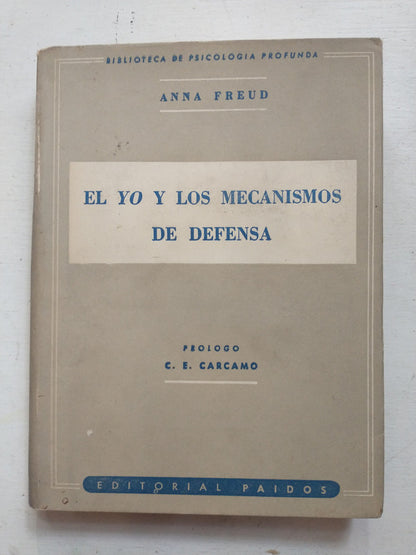 BIBLIOTECA DE PSICOLOGIA PROFUNDA
ANNA FREUD
EL YO Y LOS MECANISMOS
DE DEFENSA
PROLOGO
C. E. CARCAMO
EDITORIAL PAIDOS